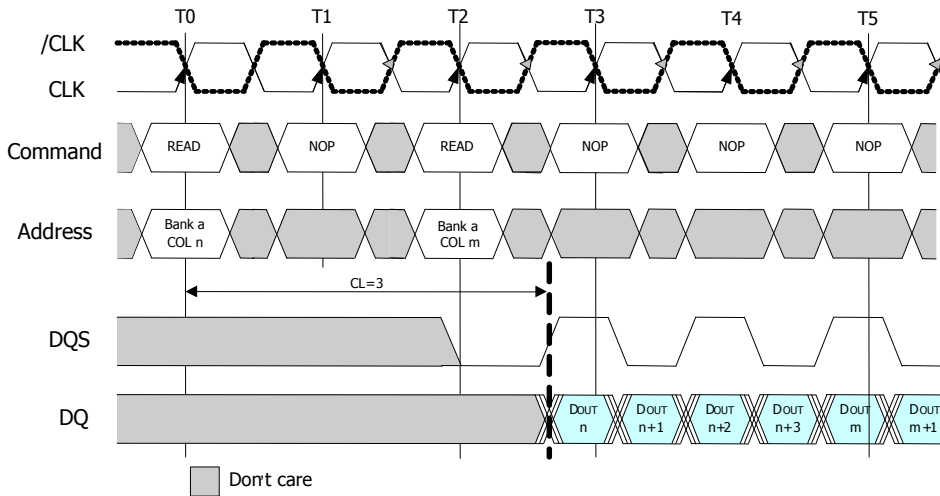 T0 T1 T2 T3 T4 T5
/CLK
CLK
Command READ NOP READ NOP NOP NOP
Address Bank a Bank a
COL n COL m
CL=3
DQS
DQ DOUT DOUT DOUT DOUT DOUT DOUT
n n+1 n+2 n+3 m m+1
Don't care